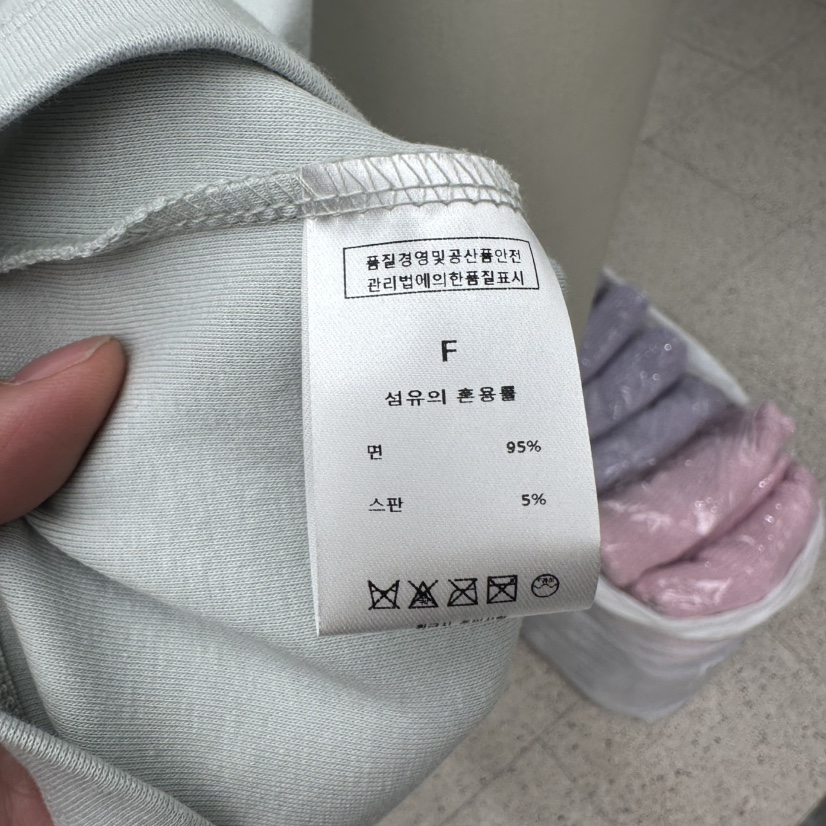 품질경영및공산품안전
관리법에의한품질표시
F
섬유의 혼용률
면 95%
스판 5%